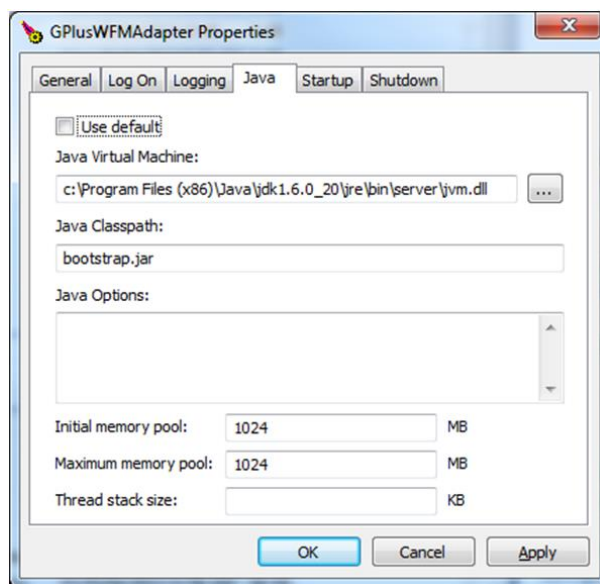 GPlusWFMAdapter Properties
General Log On Logging Java Startup Shutdown
Use default
Java Virtual Machine:
c:\Program Files (x86)\Java\jdk1.6.0_20\jre\bin\server\jvm.dll ...
Java Classpath:
bootstrap.jar
Java Options:
Initial memory pool: 1024 MB
Maximum memory pool: 1024 MB
Thread stack size: KB
OK Cancel Apply